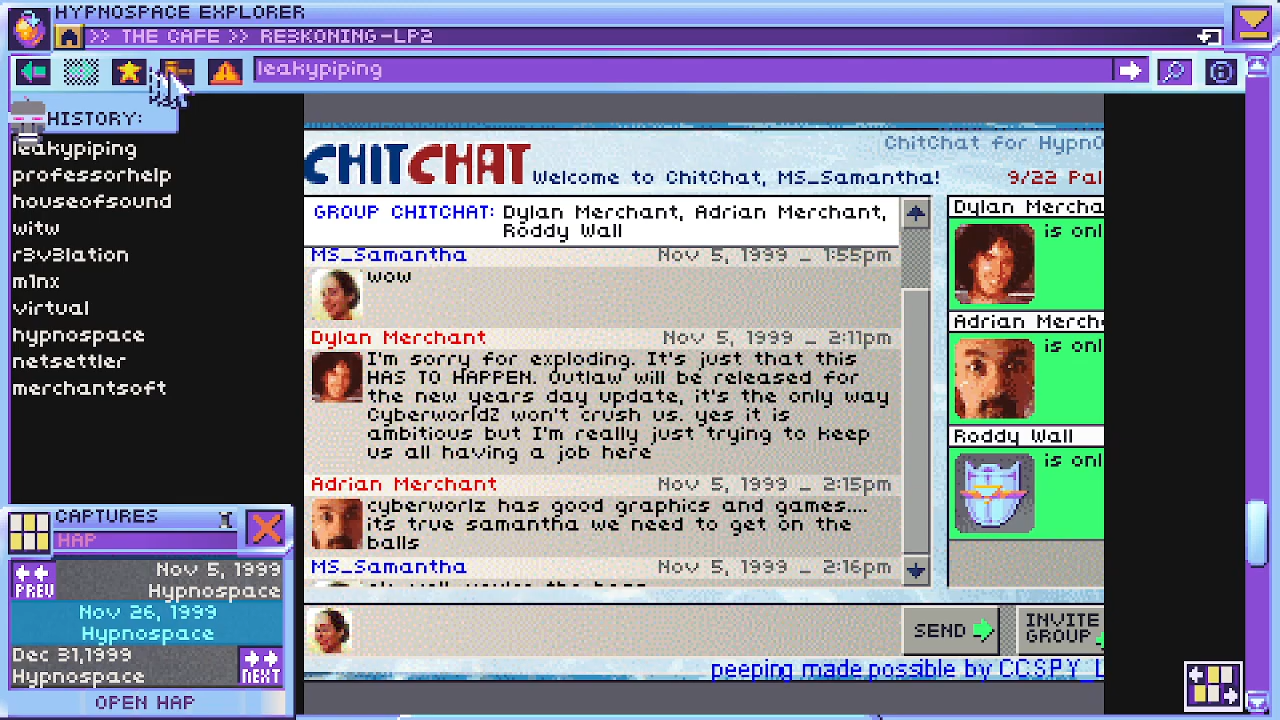 HYPNOSPACE EXPLORER
>> THE CAFE >> RE3KONING-LP2
leakypiping
HISTORY:
leakypiping
professorhelp
houseofsound
witw
r3v3lation
m1nx
virtual
hypnospace
netsettler
merchantsoft
CAPTURES
HAP
PREV
Nov 5, 1999
Hypnospace
Nov 26, 1999
Hypnospace
Dec 31,1999
Hypnospace
NEXT
OPEN HAP
ChitChat for Hypn
CHITCHAT
Welcome to ChitChat, MS_Samantha!
9/22 Pal
GROUP CHITCHAT: Dylan Merchant, Adrian Merchant,
Roddy Wall
MS_Samantha Nov 5, 1999 _ 1:55pm
wow
Dylan Merchant Nov 5, 1999 _ 2:11pm
I'm sorry for exploding. It's just that this
HAS TO HAPPEN. Outlaw will be released for
the new years day update, it's the only way
CyberworldZ won't crush us. yes it is
ambitious but I'm really just trying to keep
us all having a job here
Adrian Merchant Nov 5, 1999 _ 2:15pm
cyberworlz has good graphics and games....
its true samantha we need to get on the
balls
MS_Samantha Nov 5, 1999 _ 2:16pm
SEND
INVITE
GROUP
peeping made possible by CCSPY_L
Dylan Mercha
is onl
Adrian Merch
is onl
Roddy Wall
is onl